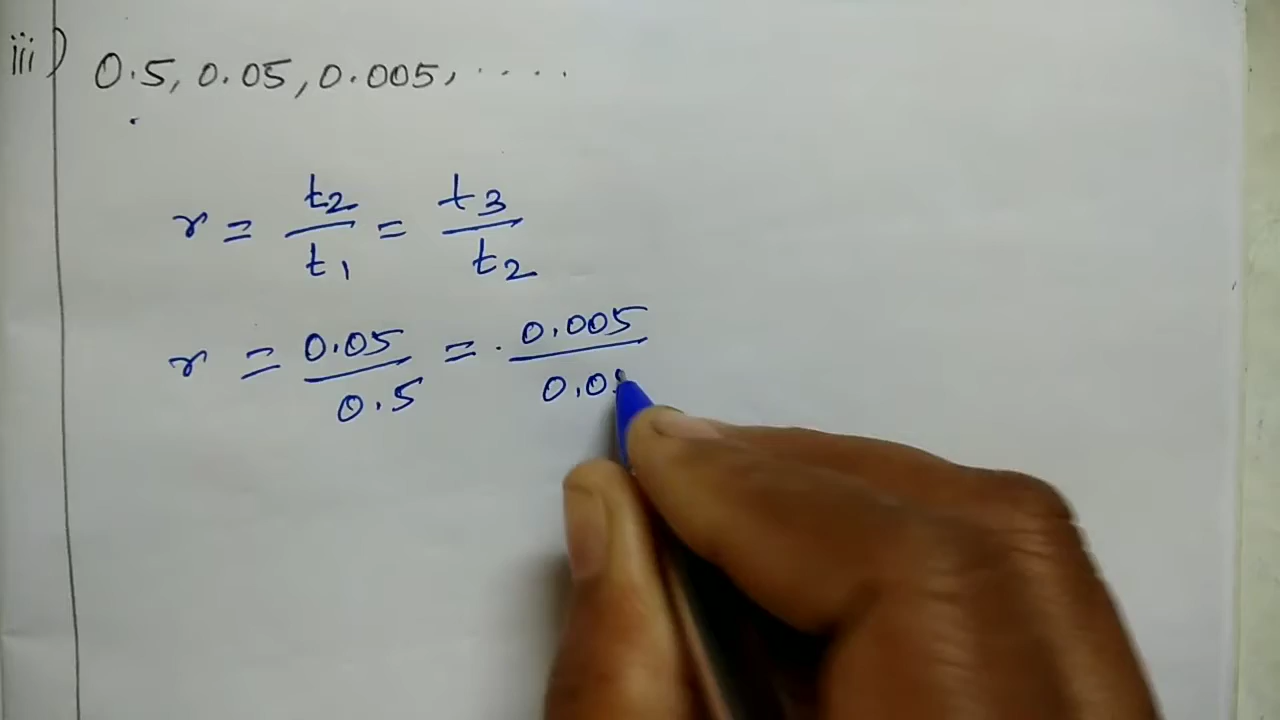 iii) 0.5, 0.05, 0.005, .....
r = t2/t1 = t3/t2
r = 0.05/0.5 = 0.005/0.0